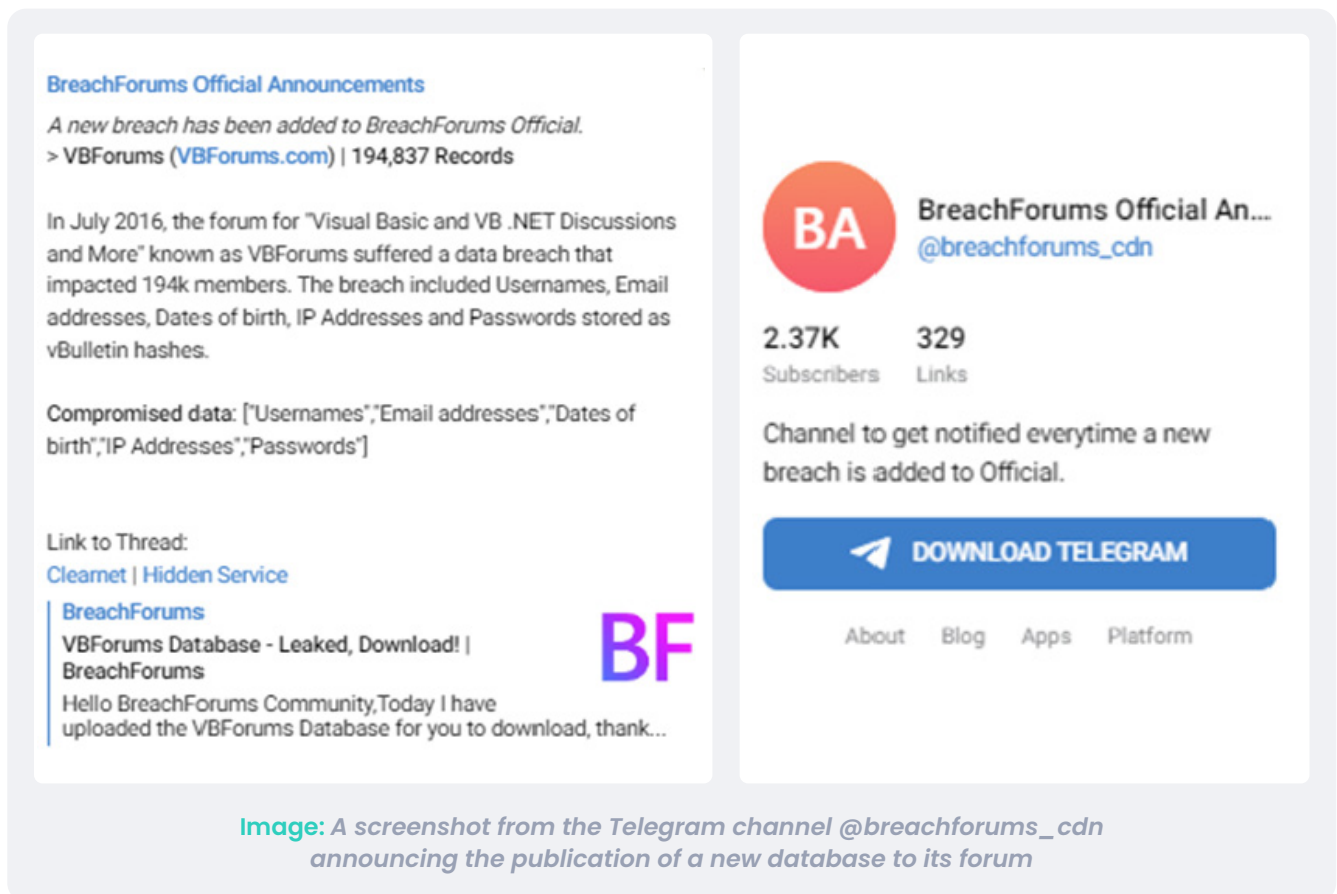 BreachForums Official Announcements
A new breach has been added to BreachForums Official.
> VBForums (VBForums.com) | 194,837 Records
In July 2016, the forum for "Visual Basic and VB .NET Discussions
and More" known as VBForums suffered a data breach that
impacted 194k members. The breach included Usernames, Email
addresses, Dates of birth, IP Addresses and Passwords stored as
vBulletin hashes.
Compromised data: ["Usernames","Email addresses","Dates of
birth","IP Addresses","Passwords"]
Link to Thread:
Clearnet | Hidden Service
BreachForums
VBForums Database - Leaked, Download! |
BreachForums
Hello BreachForums Community,Today I have
uploaded the VBForums Database for you to download, thank...
BF
BA
BreachForums Official An...
@breachforums_cdn
2.37K 329
Subscribers Links
Channel to get notified everytime a new
breach is added to Official.
DOWNLOAD TELEGRAM
About Blog Apps Platform
Image: A screenshot from the Telegram channel @breachforums_cdn
announcing the publication of a new database to its forum